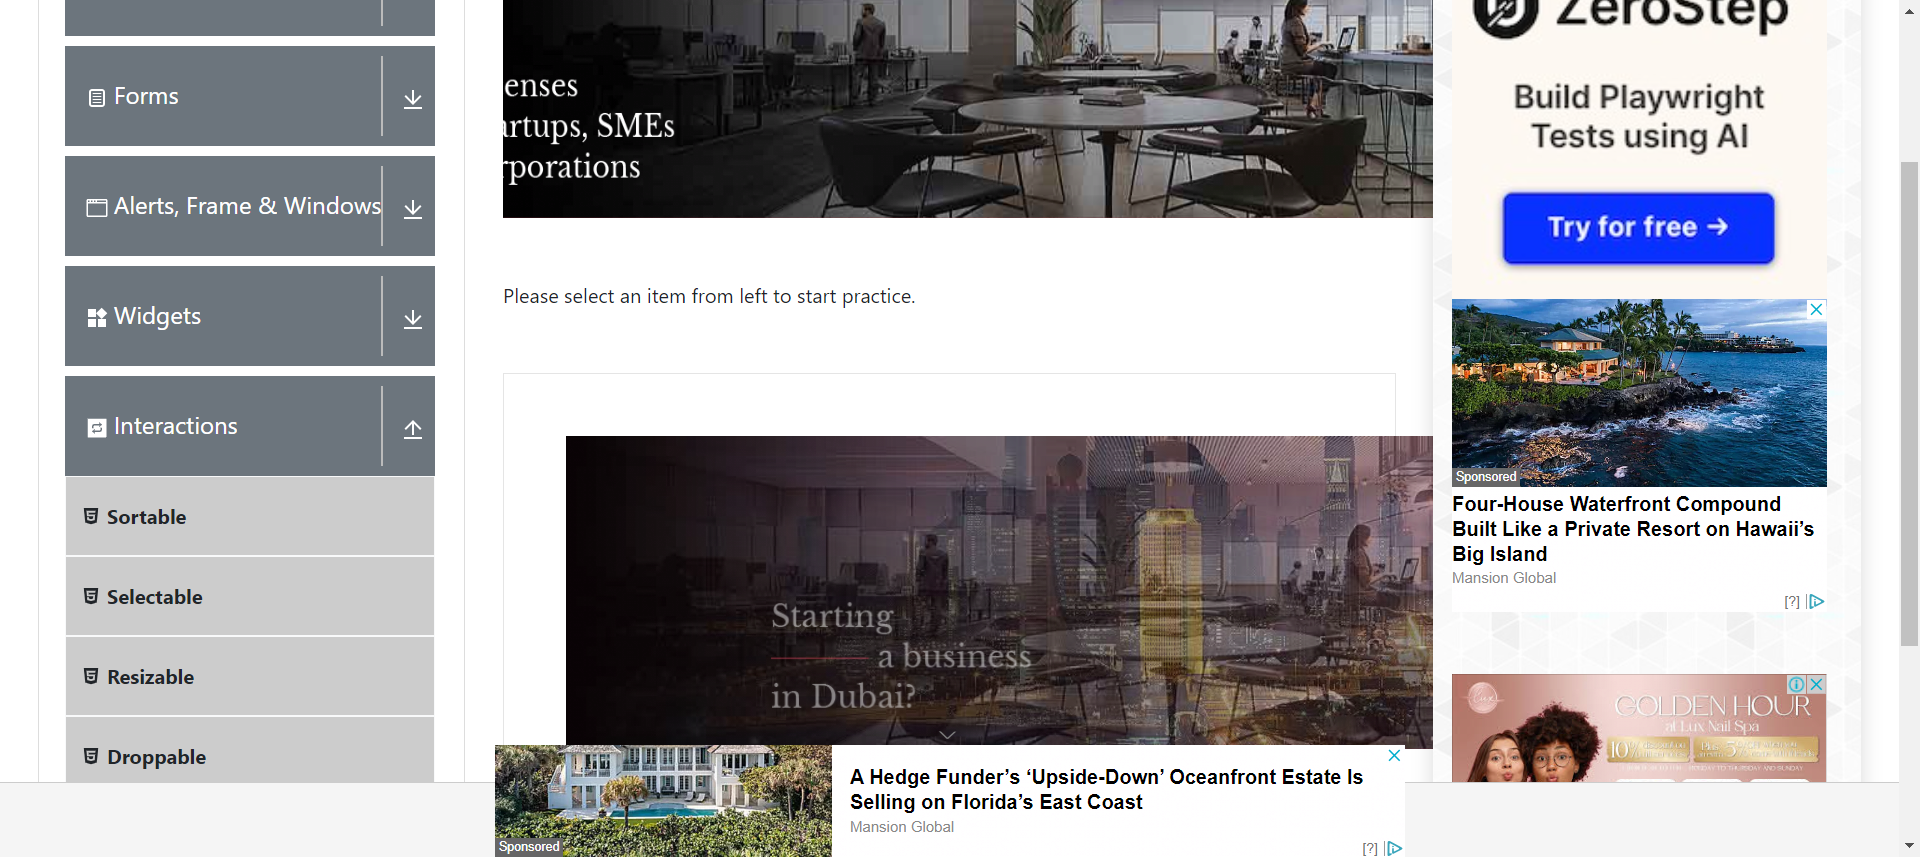 Forms
Alerts, Frame & Windows
Widgets
Interactions
Sortable
Selectable
Resizable
Droppable
enses
artups, SMEs
rporations
Please select an item from left to start practice.
Starting
a business
in Dubai?
Sponsored
A Hedge Funder’s ‘Upside-Down’ Oceanfront Estate Is
Selling on Florida’s East Coast
Mansion Global
[?]
ZeroStep
Build Playwright
Tests using AI
Try for free →
Sponsored
Four-House Waterfront Compound
Built Like a Private Resort on Hawaii’s
Big Island
Mansion Global
[?]
Lux
GOLDEN HOUR
at Lux Nail Spa